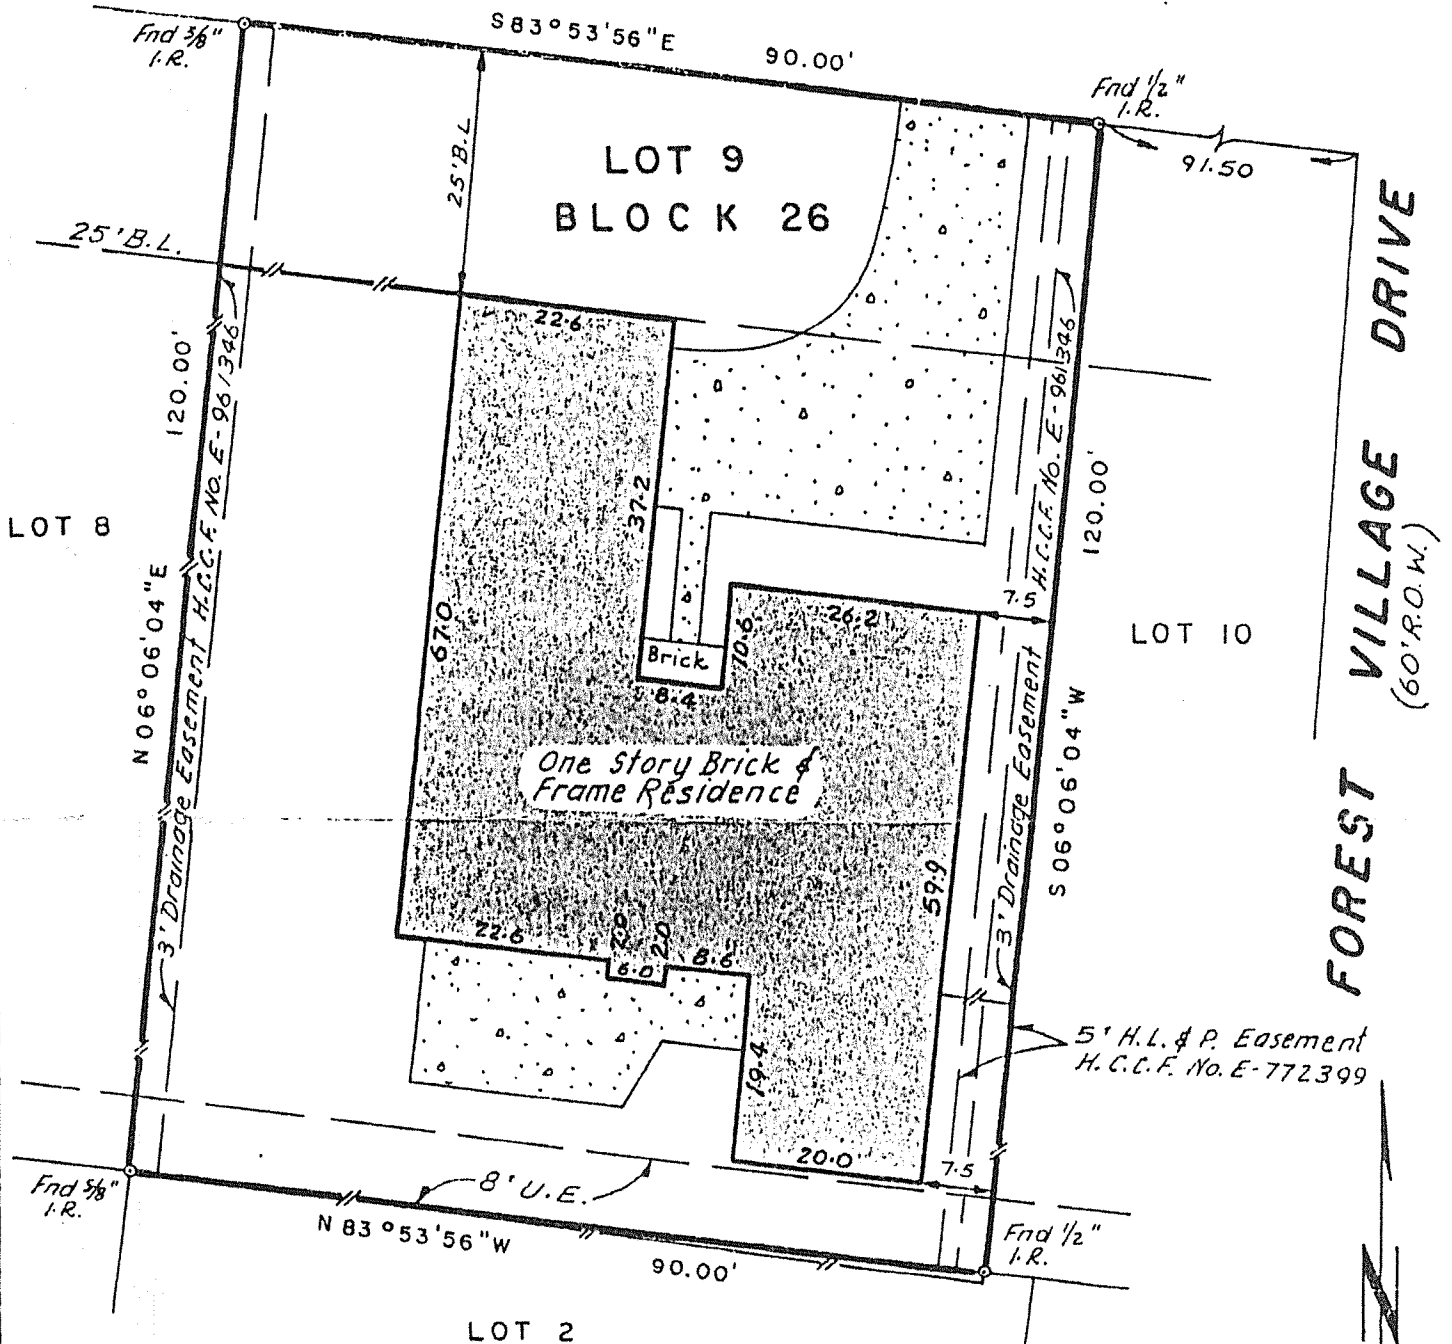 S 83° 53' 56" E 90.00'
Fnd 5/8"
I.R.
Fnd 1/2"
I.R.
91.50
LOT 9
BLOCK 26
25' B.L.
25' B.L.
22.6
120.00'
N 06° 06' 04" E
3' Drainage Easement H.C.C.F. No. E-961346
LOT 8
67.0
37.2
Brick
8.4
10.6
26.2
7.5
One Story Brick &
Frame Residence
59.9
22.6
2.0
6.0
2.0
8.6
19.4
20.0
7.5
3' Drainage Easement H.C.C.F. No. E-961346
120.00'
S 06° 06' 04" W
LOT 10
FOREST VILLAGE DRIVE
(60' R.O.W.)
5' H.L. & P. Easement
H.C.C.F. No. E-772399
8' U.E.
Fnd 5/8"
I.R.
N 83° 53' 56" W
90.00'
Fnd 1/2"
I.R.
LOT 2
N